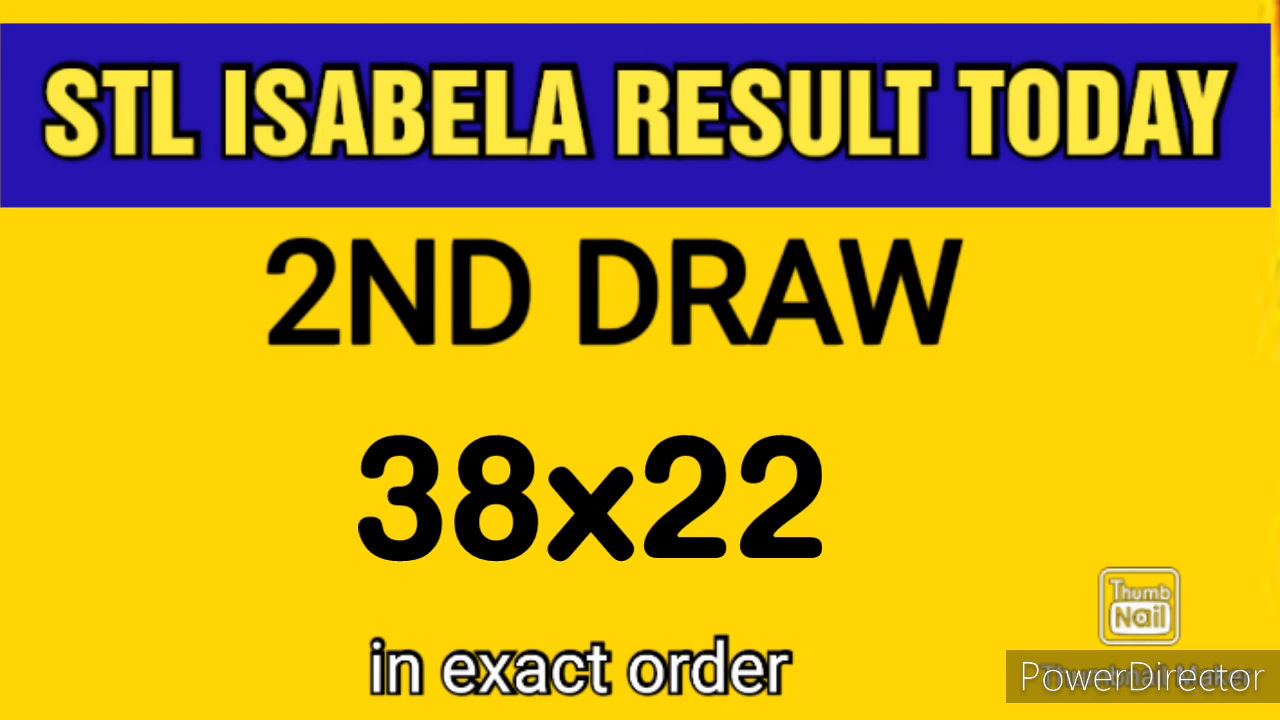 STL ISABELA RESULT TODAY
2ND DRAW
38x22
Thumb
Nail
in exact order
PowerDirector